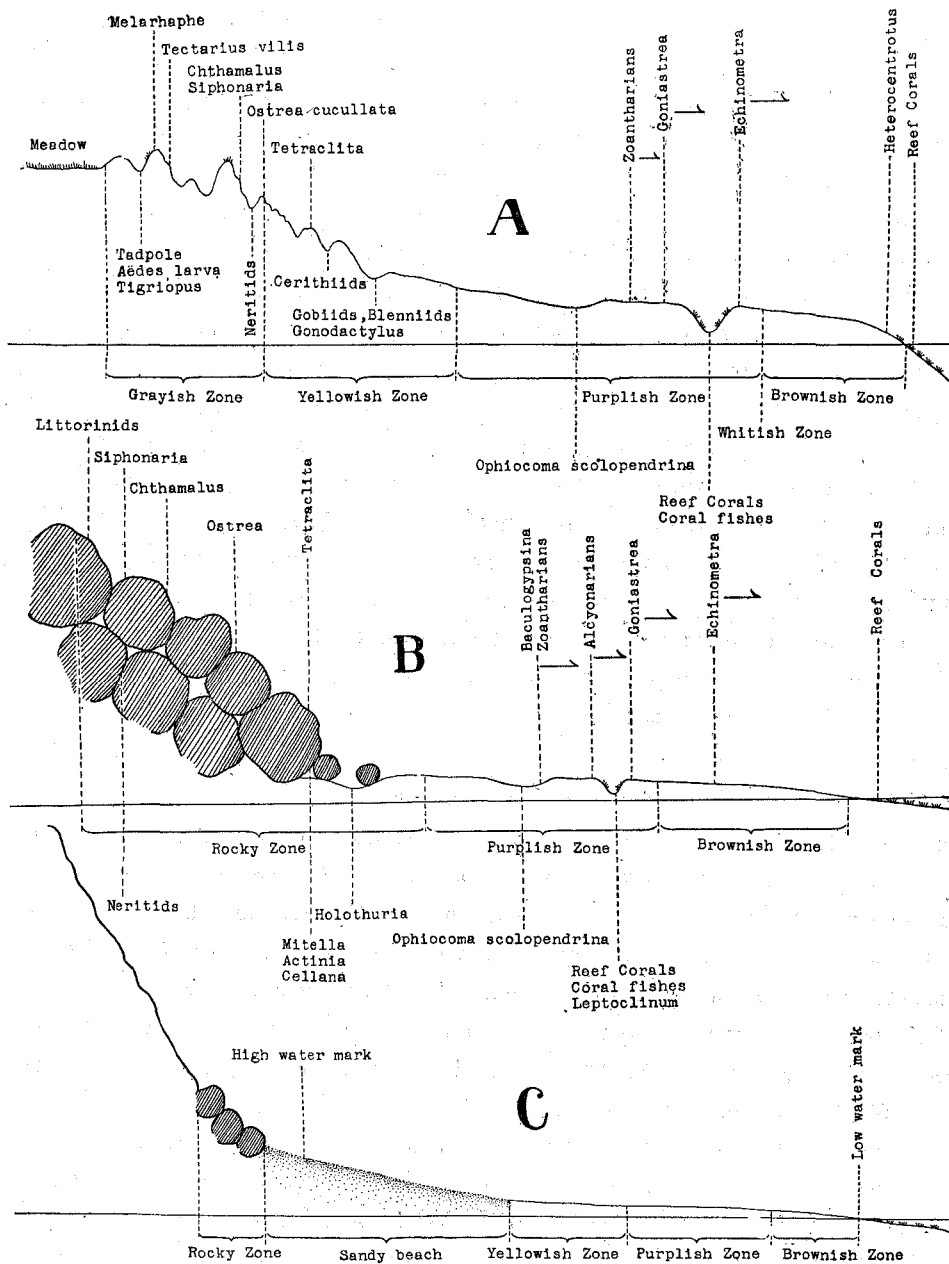 Melarhaphe
Tectarius vilis
Chthamalus
Siphonaria
Ostrea cucullata
Tetraclita
Meadow
Zoantharians
Goniastrea
Echinometra
Heterocentrotus
Reef Corals
A
Tadpole
Aëdes larva
Tigriopus
Neritids
Cerithiids
Gobiids, Blenniids
Gonodactylus
Grayish Zone
Yellowish Zone
Purplish Zone
Brownish Zone
Whitish Zone
Ophiocoma scolopendrina
Reef Corals
Coral fishes
Littorinids
Siphonaria
Chthamalus
Ostrea
Tetraclita
B
Baculogypsina
Zoantharians
Alcyonarians
Goniastrea
Echinometra
Reef Corals
Rocky Zone
Purplish Zone
Brownish Zone
Neritids
Holothuria
Mitella
Actinia
Cellana
Ophiocoma scolopendrina
Reef Corals
Coral fishes
Leptoclinum
High water mark
C
Low water mark
Rocky Zone
Sandy beach
Yellowish Zone
Purplish Zone
Brownish Zone